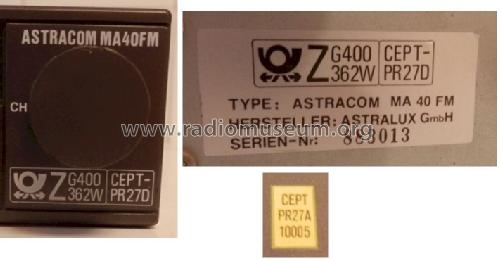 ASTRACOM MA40FM
CH
Z G400 362W CEPT-PR27D
Z G400 362W CEPT-PR27D
TYPE: ASTRACOM MA 40 FM
HERSTELLER: ASTRALUX GmbH
SERIEN-Nr: 883013
www.radiomuseum.org
CEPT
PR27A
10005